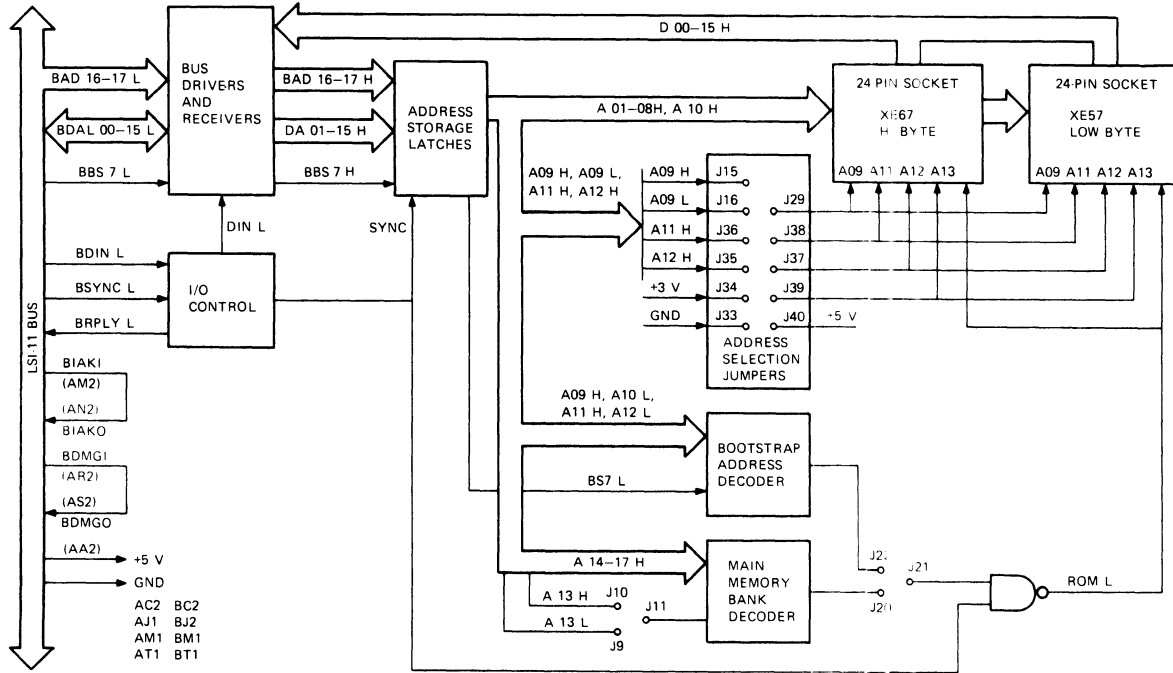 D 00-15 H
BUS
DRIVERS
AND
RECEIVERS
24 PIN SOCKET
XE67
H BYTE
24-PIN SOCKET
XE57
LOW BYTE
BAD 16-17 L
BAD 16-17 H
ADDRESS
STORAGE
LATCHES
A 01-08H, A 10 H
BDAL 00-15 L
DA 01-15 H
BBS 7 L
BBS 7 H
A09 A11 A12 A13
A09 A11 A12 A13
A09 H, A09 L,
A11 H, A12 H
A09 H
J15
A09 L
J16
J29
A11 H
J36
J38
A12 H
J35
J37
+3 V
J34
J39
GND
J33
J40
+5 V
ADDRESS
SELECTION
JUMPERS
DIN L
SYNC
BDIN L
BSYNC L
BRPLY L
I/O
CONTROL
LSI-11 BUS
BIAKI
(AM2)
(AN2)
BIAKO
BDMGI
(AR2)
(AS2)
BDMGO
(AA2)
+5 V
GND
AC2 BC2
AJ1 BJ2
AM1 BM1
AT1 BT1
A09 H, A10 L,
A11 H, A12 L
BOOTSTRAP
ADDRESS
DECODER
BS7 L
A 14-17 H
MAIN
MEMORY
BANK
DECODER
A 13 H
J10
J11
A 13 L
J9
J21
J20
ROM L